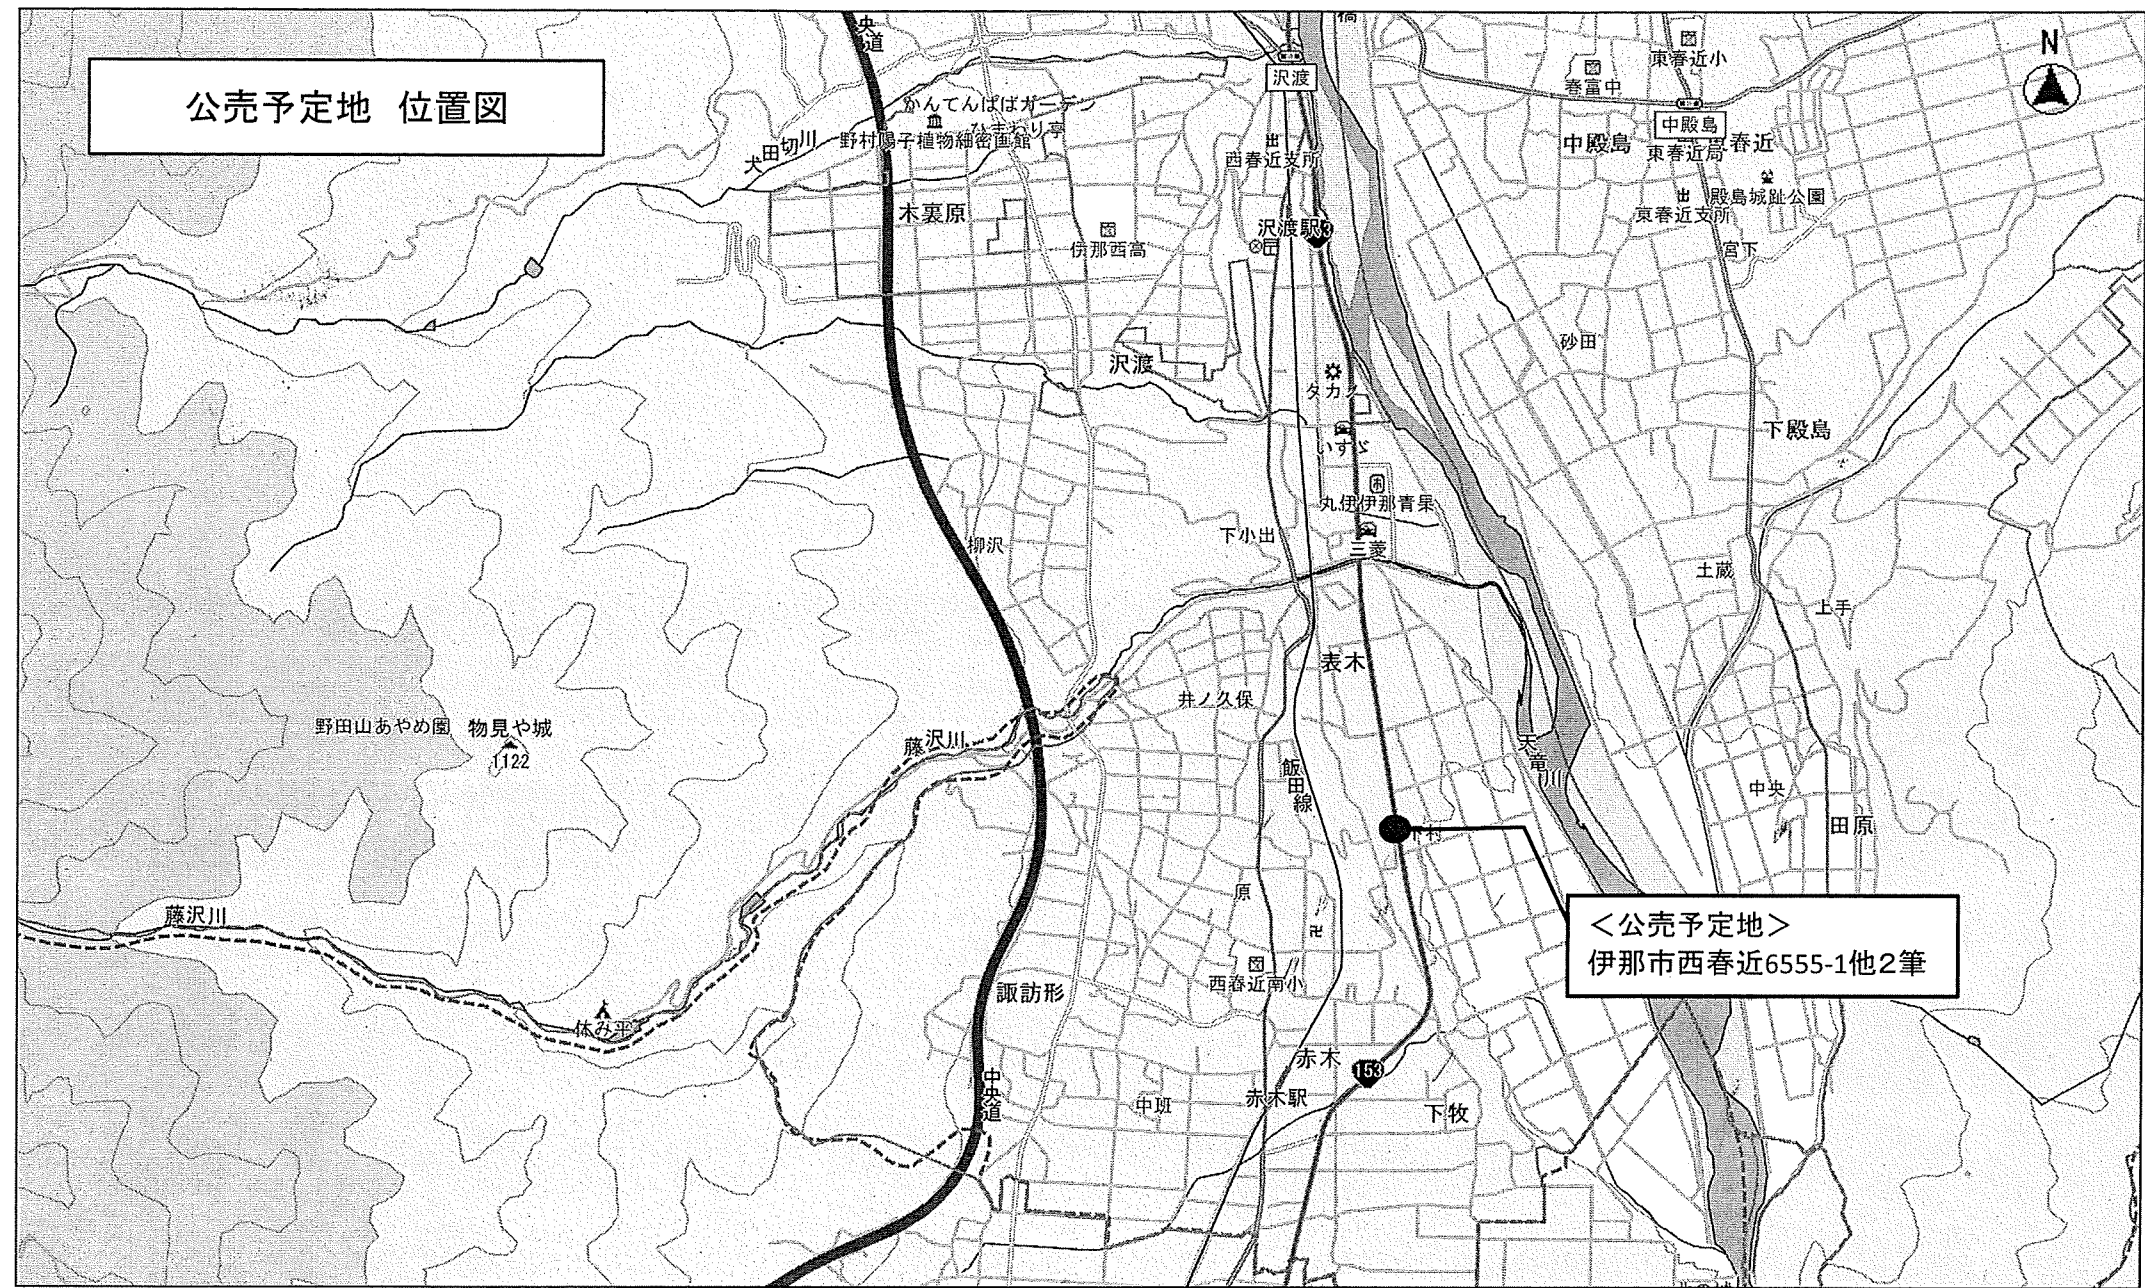 公売予定地 位置図
央道
橋
N
沢渡
東春近小
春富中
中殿島
中殿島
春近
東春近局
かんてんぱぱガーデン
ひまわり亭
野村陽子植物細密画館
犬田切川
西春近支所
殿島城趾公園
東春近支所
木裏原
伊那西高
沢渡駅
宮下
砂田
沢渡
タカノ
いすゞ
下殿島
丸伊伊那青果
三菱
下小出
柳沢
土蔵
上手
表木
井ノ久保
野田山あやめ園
物見や城
1122
藤沢川
天竜川
飯田線
中央
田原
下村
原
藤沢川
<公売予定地>
伊那市西春近6555-1他2筆
西春近南小
諏訪形
休み平
赤木
153
中央道
中班
赤木駅
下牧